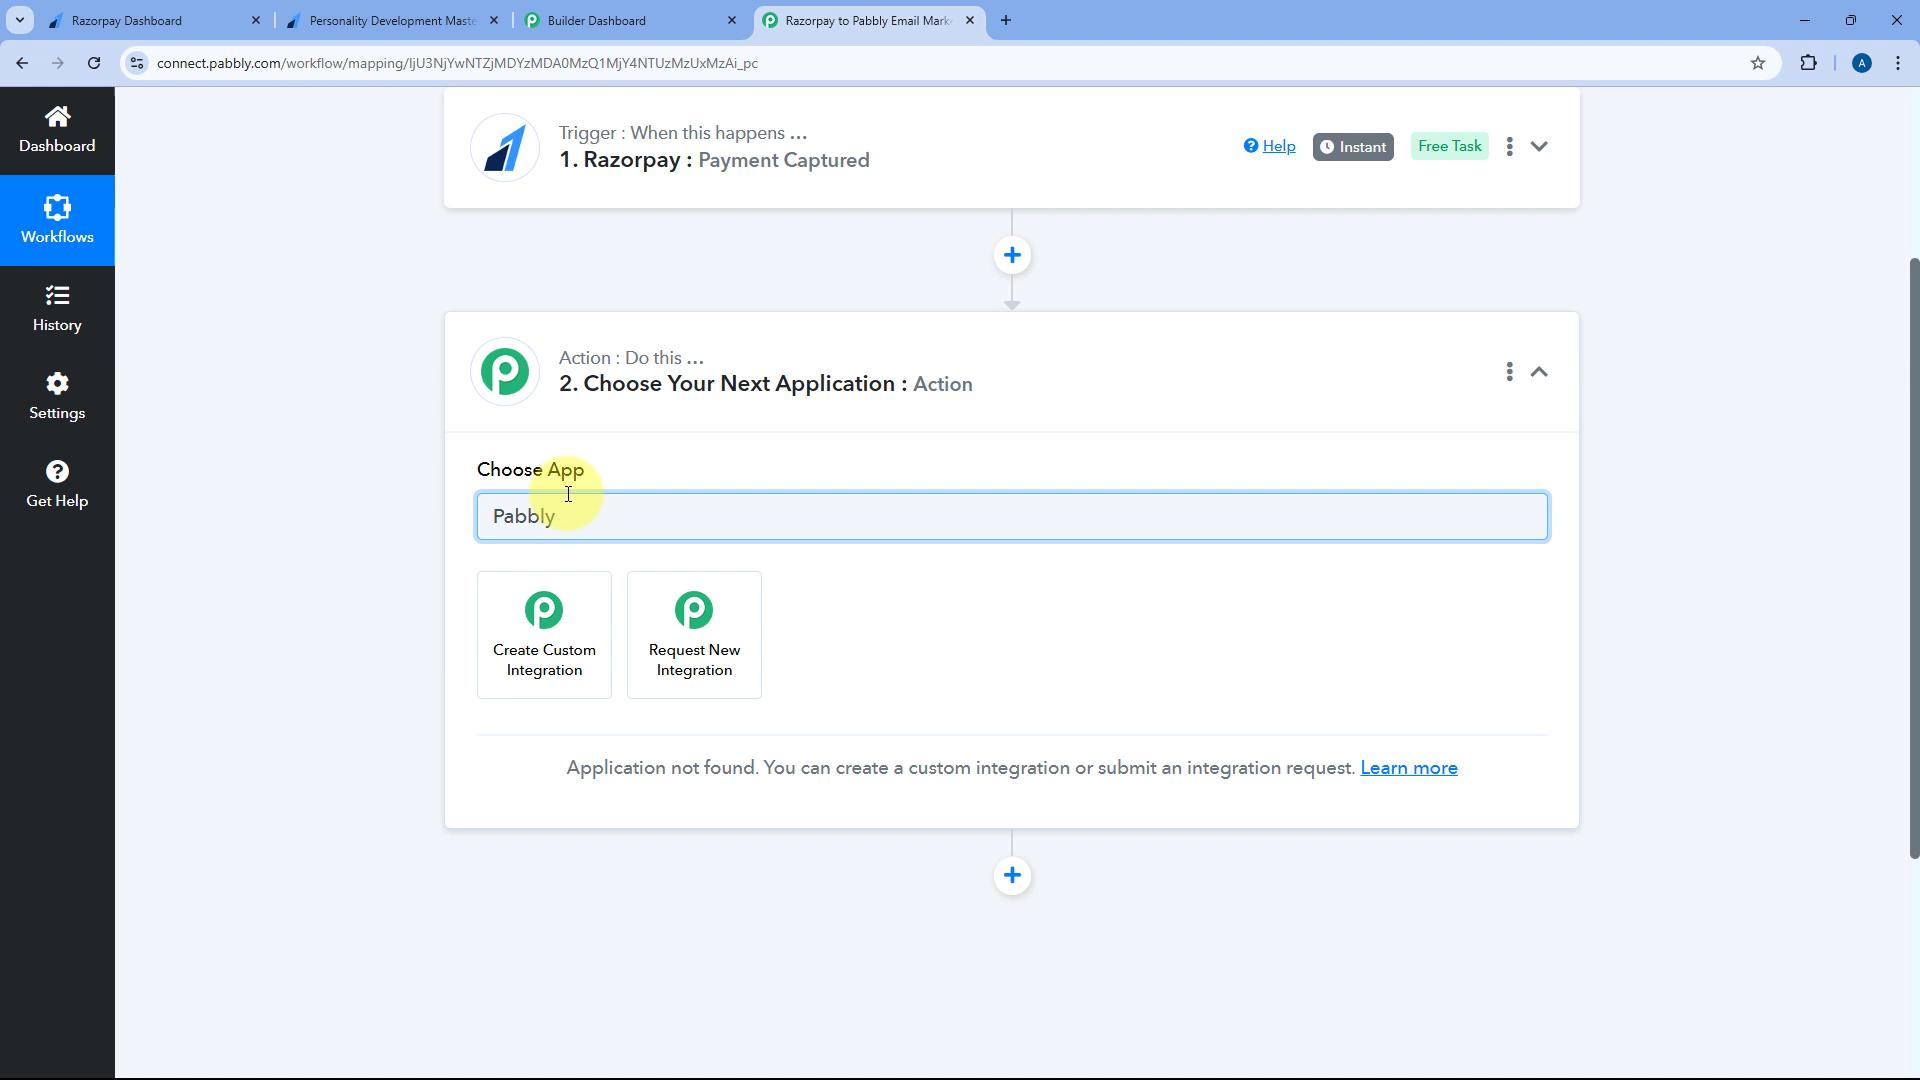 Razorpay Dashboard
Personality Development Maste
Builder Dashboard
Razorpay to Pabbly Email Mark
connect.pabbly.com/workflow/mapping/IjU3NjYwNTZjMDYzMDA0MzQ1MjY4NTUzMzUxMzAi_pc
A
Dashboard
Workflows
History
Settings
Get Help
Trigger : When this happens ...
1. Razorpay : Payment Captured
Help
Instant
Free Task
Action : Do this ...
2. Choose Your Next Application : Action
Choose App
Pabbly
Create Custom
Integration
Request New
Integration
Application not found. You can create a custom integration or submit an integration request. Learn more